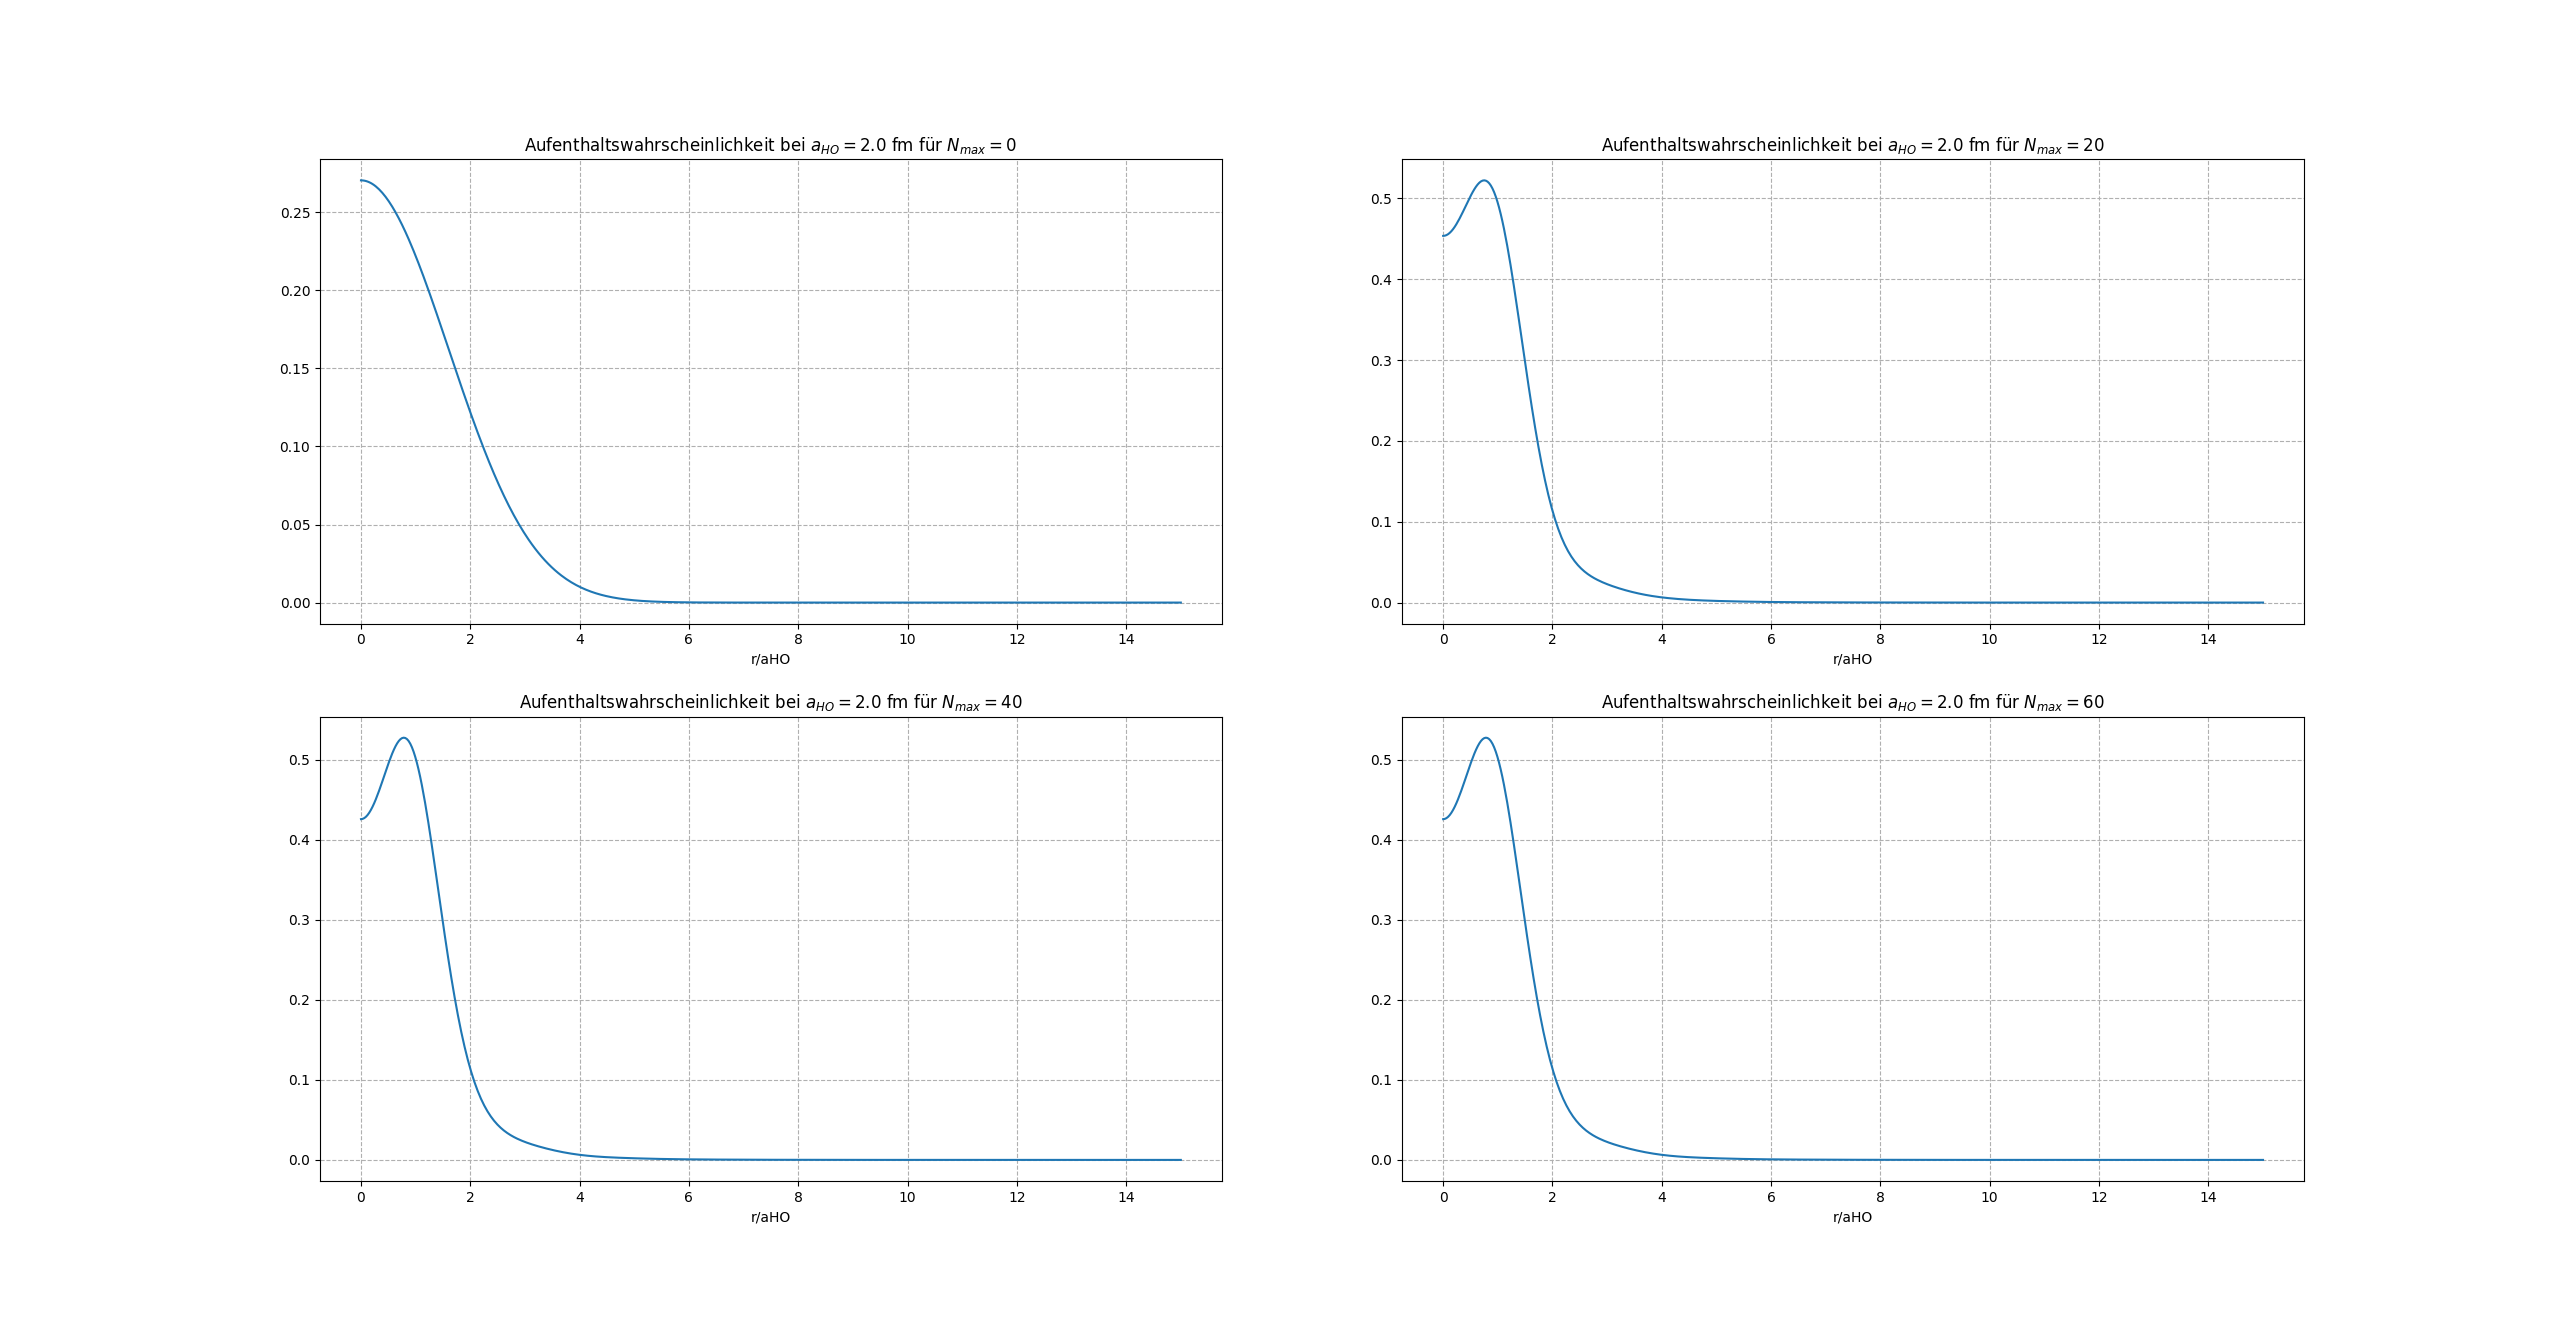 Aufenthaltswahrscheinlichkeit bei a_HO = 2.0 fm für N_max = 0
0.25
0.20
0.15
0.10
0.05
0.00
0 2 4 6 8 10 12 14
r/aHO
Aufenthaltswahrscheinlichkeit bei a_HO = 2.0 fm für N_max = 20
0.5
0.4
0.3
0.2
0.1
0.0
0 2 4 6 8 10 12 14
r/aHO
Aufenthaltswahrscheinlichkeit bei a_HO = 2.0 fm für N_max = 40
0.5
0.4
0.3
0.2
0.1
0.0
0 2 4 6 8 10 12 14
r/aHO
Aufenthaltswahrscheinlichkeit bei a_HO = 2.0 fm für N_max = 60
0.5
0.4
0.3
0.2
0.1
0.0
0 2 4 6 8 10 12 14
r/aHO